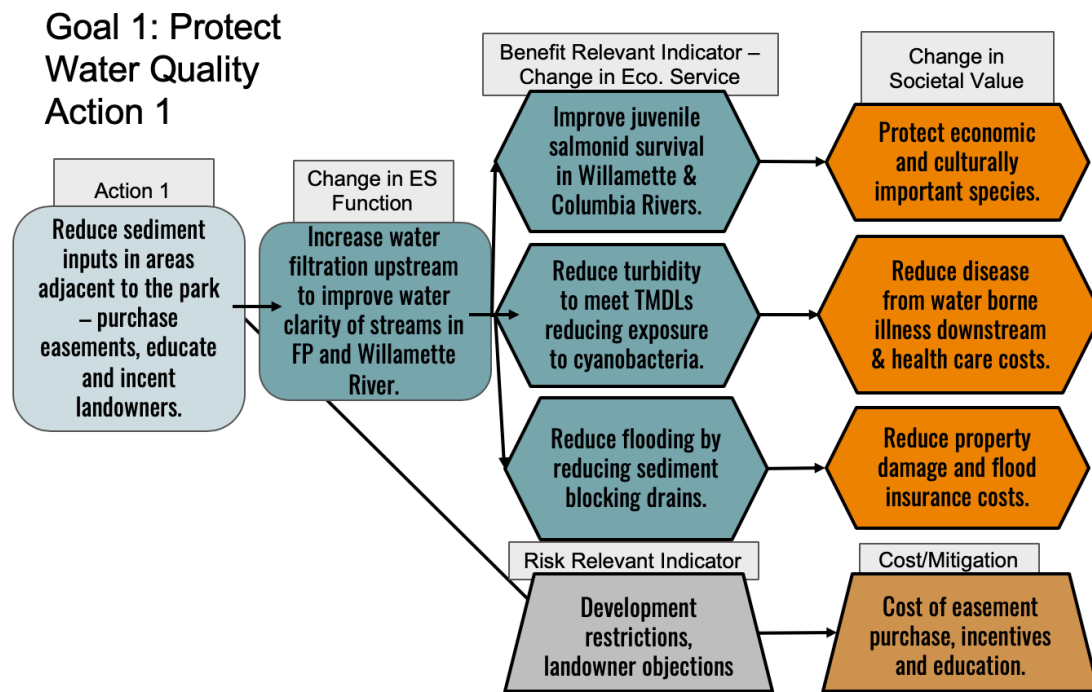 Goal 1: Protect
Water Quality
Action 1
Action 1
Reduce sediment
inputs in areas
adjacent to the park
– purchase
easements, educate
and incent
landowners.
Change in ES
Function
Increase water
filtration upstream
to improve water
clarity of streams in
FP and Willamette
River.
Benefit Relevant Indicator –
Change in Eco. Service
Improve juvenile
salmonid survival
in Willamette &
Columbia Rivers.
Reduce turbidity
to meet TMDLs
reducing exposure
to cyanobacteria.
Reduce flooding by
reducing sediment
blocking drains.
Risk Relevant Indicator
Development
restrictions,
landowner objections
Change in
Societal Value
Protect economic
and culturally
important species.
Reduce disease
from water borne
illness downstream
& health care costs.
Reduce property
damage and flood
insurance costs.
Cost/Mitigation
Cost of easement
purchase, incentives
and education.